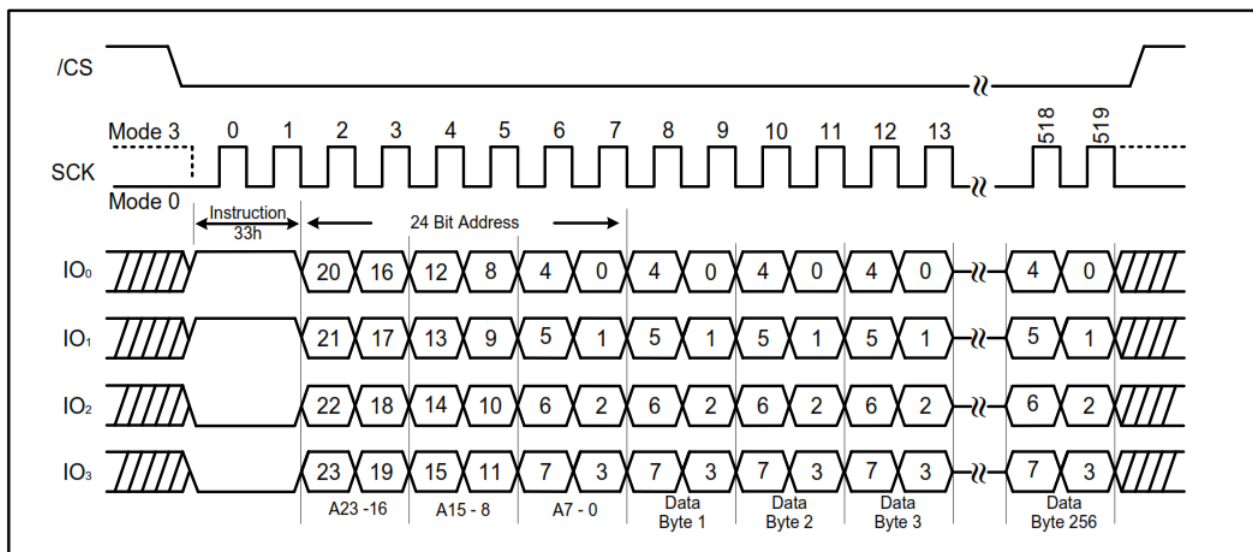 /CS
Mode 3 0 1 2 3 4 5 6 7 8 9 10 11 12 13 518 519
SCK
Mode 0
Instruction
33h
24 Bit Address
IO₀ 20 16 12 8 4 0 4 0 4 0 4 0 4 0
IO₁ 21 17 13 9 5 1 5 1 5 1 5 1 5 1
IO₂ 22 18 14 10 6 2 6 2 6 2 6 2 6 2
IO₃ 23 19 15 11 7 3 7 3 7 3 7 3 7 3
A23 -16 A15 - 8 A7 - 0
Data
Byte 1
Data
Byte 2
Data
Byte 3
Data
Byte 256